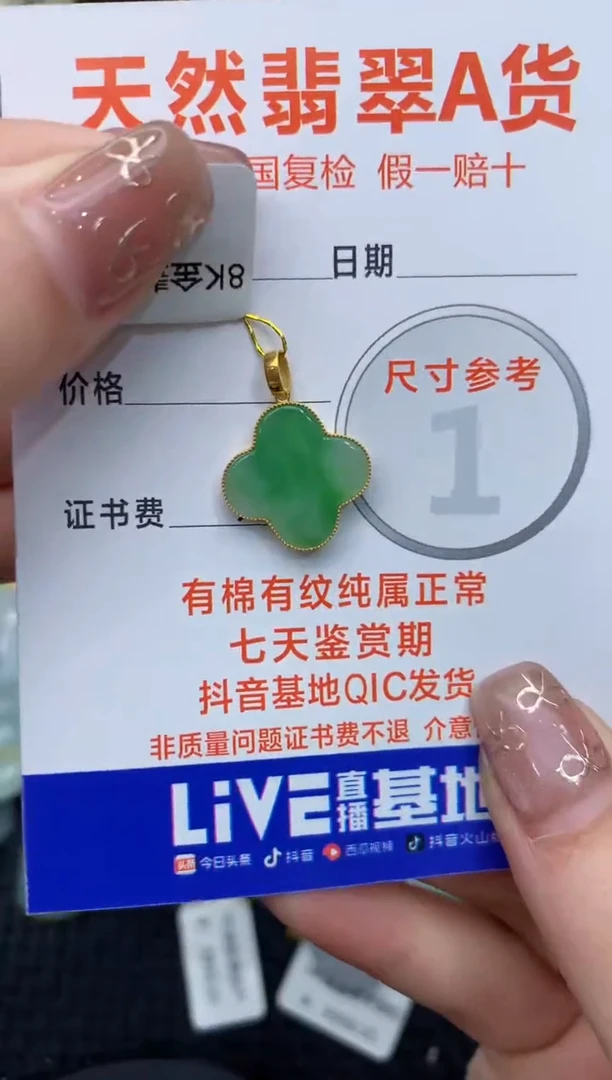 天然翡翠A货
国复检 假一赔十
8K金
日期
价格
尺寸参考
1
证书费
有棉有纹纯属正常
七天鉴赏期
抖音基地QIC发货
非质量问题证书费不退 介意
LiVE直播基地
今日头条 抖音 西瓜视频 抖音火山